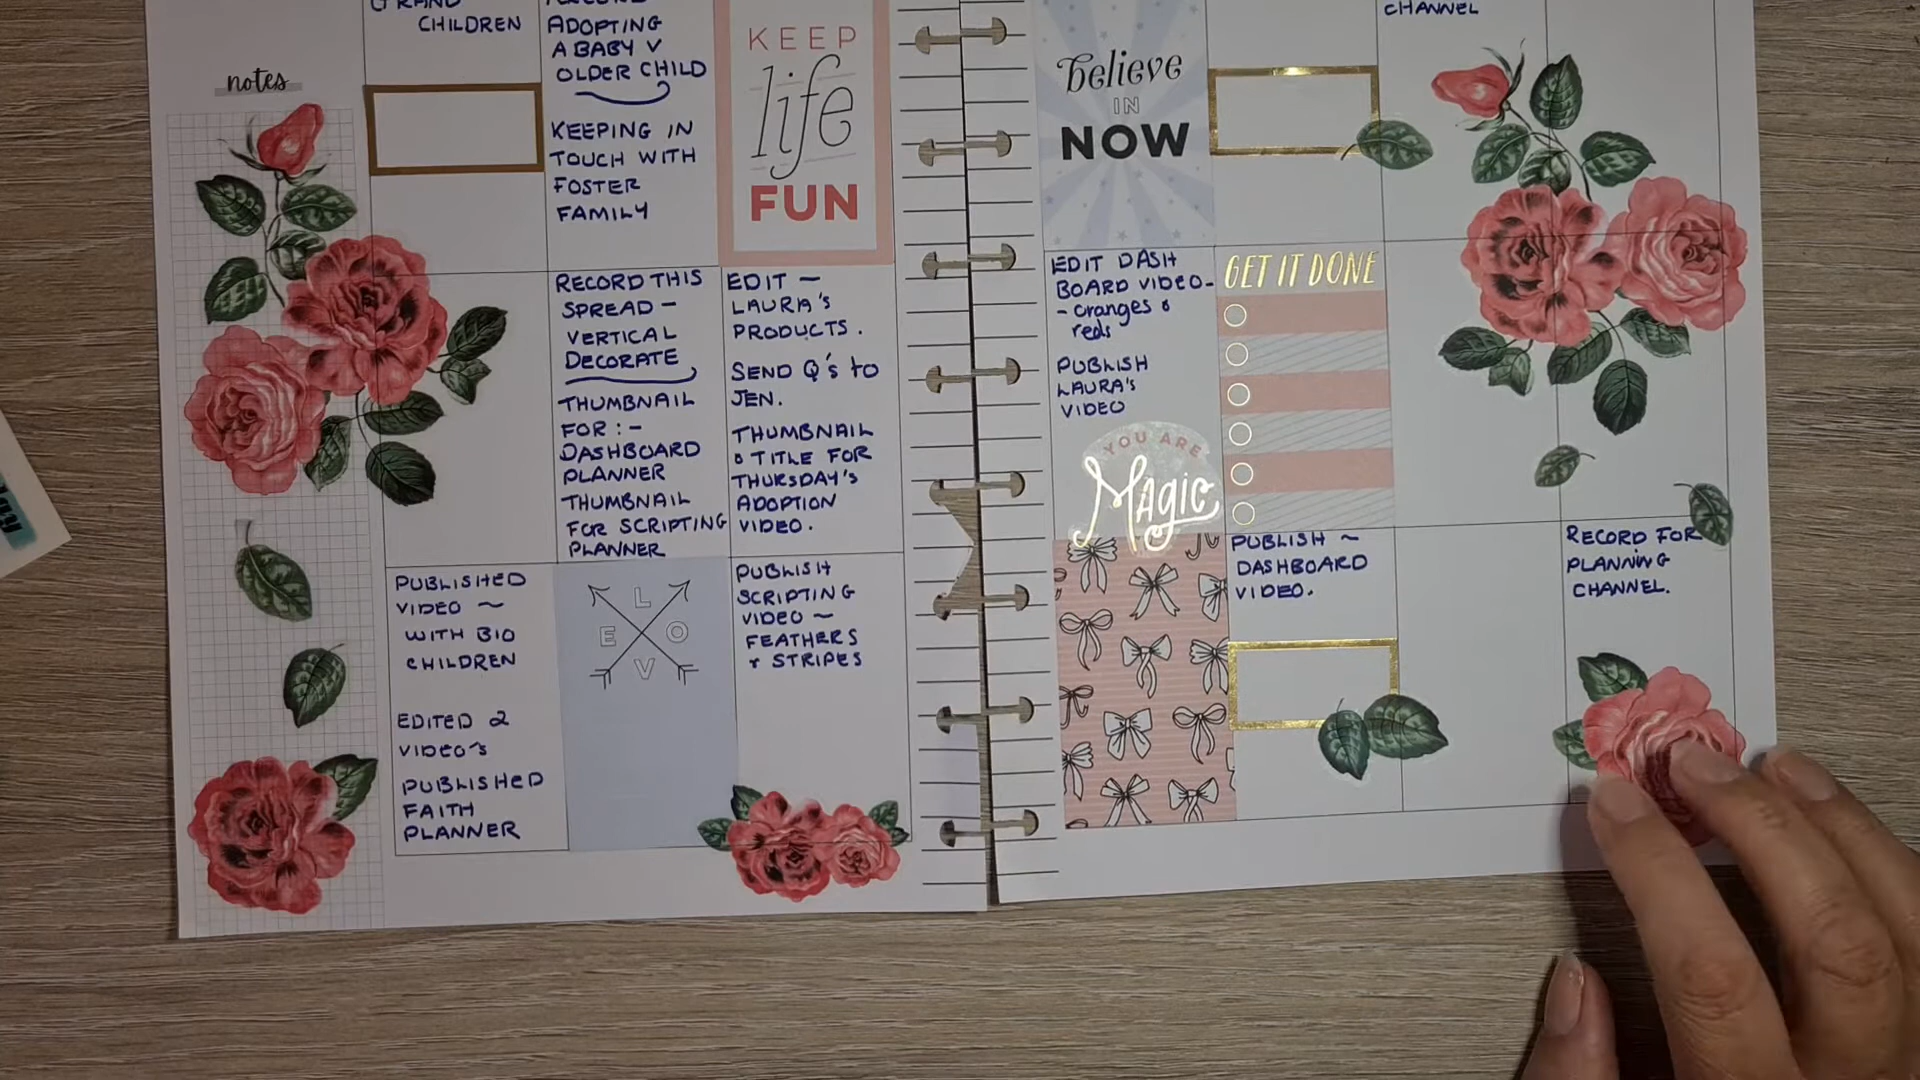 notes
GRAND
CHILDREN
ADOPTING
A BABY V
OLDER CHILD
KEEPING IN
TOUCH WITH
FOSTER
FAMILY
KEEP
life
FUN
RECORD THIS
SPREAD -
VERTICAL
DECORATE
THUMBNAIL
FOR:-
DASHBOARD
PLANNER
THUMBNAIL
FOR SCRIPTING
PLANNER
EDIT -
LAURA'S
PRODUCTS.
SEND Q's to
JEN.
THUMBNAIL
& TITLE FOR
THURSDAY'S
ADOPTION
VIDEO.
PUBLISHED
VIDEO ~
WITH BIO
CHILDREN
EDITED 2
VIDEO'S
PUBLISHED
FAITH
PLANNER
L
E O
V
PUBLISH
SCRIPTING
VIDEO ~
FEATHERS
+ STRIPES
believe
IN
NOW
CHANNEL
EDIT DASH
BOARD VIDEO-
- oranges &
reds
PUBLISH
LAURA'S
VIDEO
YOU ARE
Magic
GET IT DONE
PUBLISH ~
DASHBOARD
VIDEO.
RECORD FOR
PLANNING
CHANNEL.